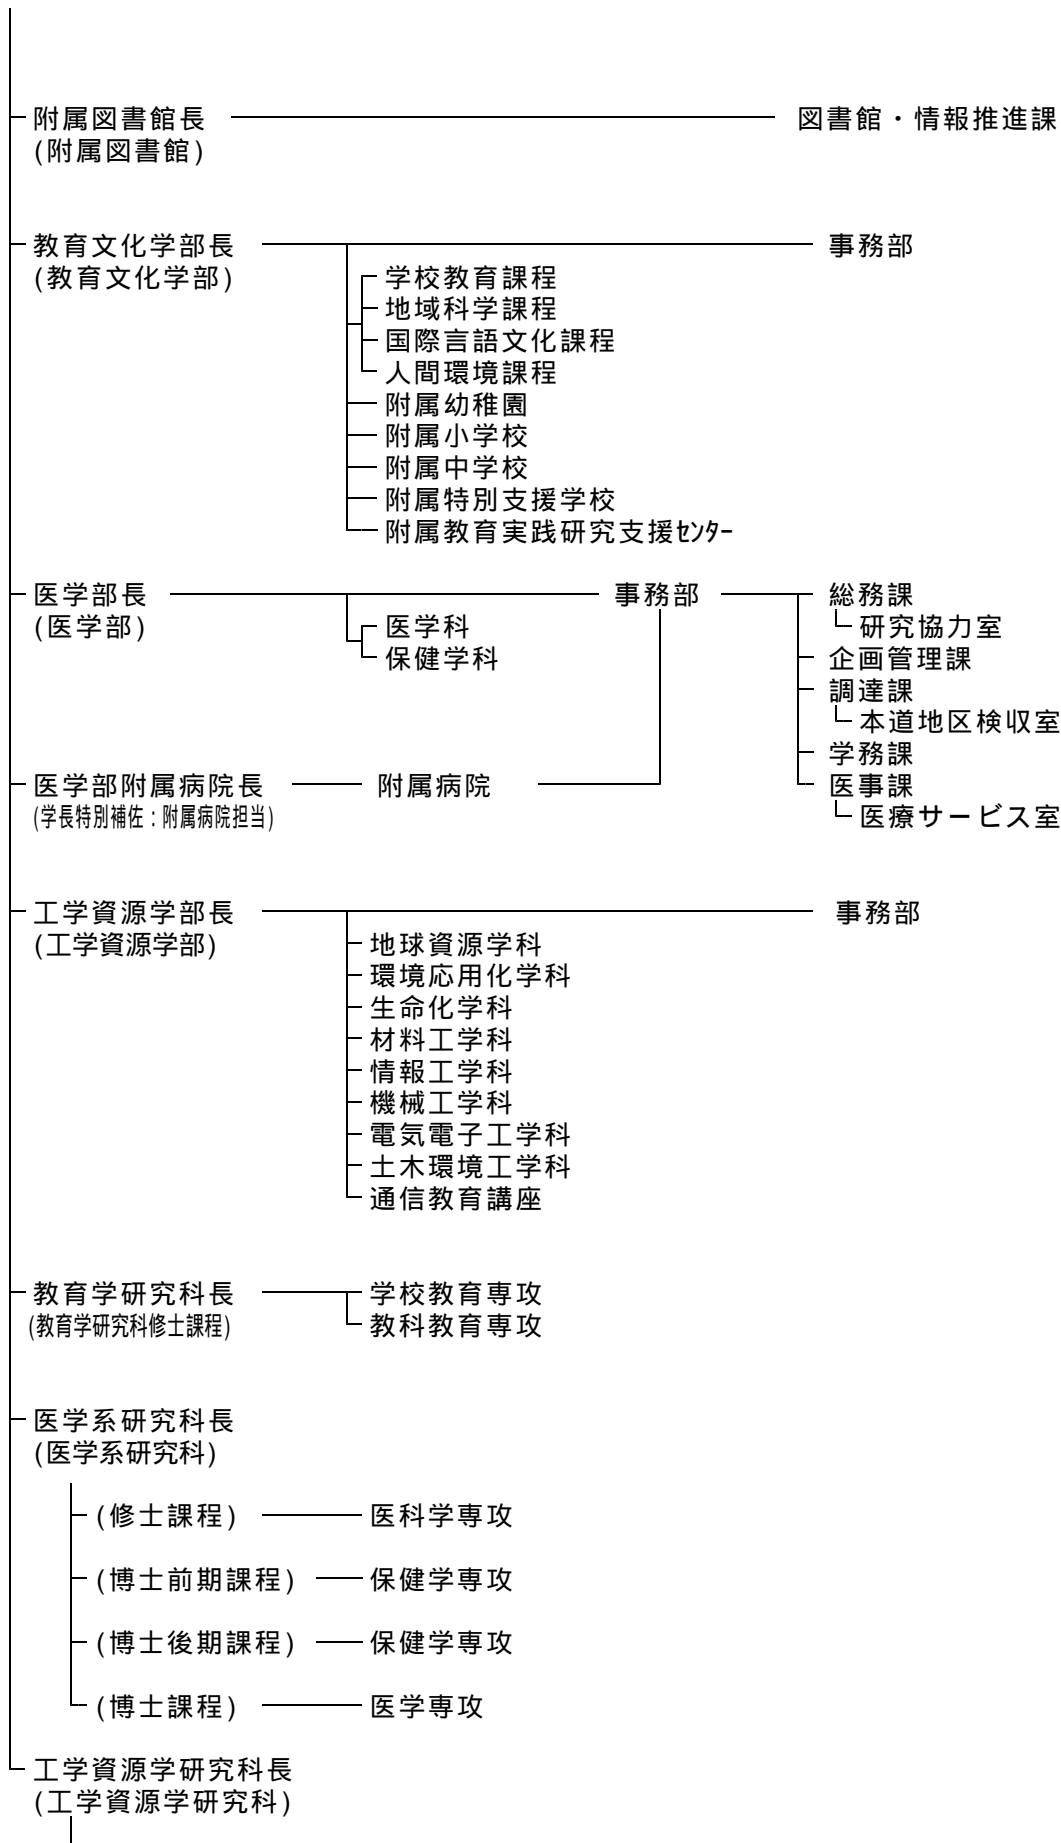 附属図書館長 図書館・情報推進課
(附属図書館)
教育文化学部長 事務部
(教育文化学部) 学校教育課程
地域科学課程
国際言語文化課程
人間環境課程
附属幼稚園
附属小学校
附属中学校
附属特別支援学校
附属教育実践研究支援ｾﾝﾀｰ
医学部長 事務部 総務課
(医学部) 医学科 研究協力室
保健学科 企画管理課
調達課
本道地区検収室
学務課
医学部附属病院長 附属病院 医事課
(学長特別補佐：附属病院担当) 医療サービス室
工学資源学部長 事務部
(工学資源学部) 地球資源学科
環境応用化学科
生命化学科
材料工学科
情報工学科
機械工学科
電気電子工学科
土木環境工学科
通信教育講座
教育学研究科長 学校教育専攻
(教育学研究科修士課程) 教科教育専攻
医学系研究科長
(医学系研究科)
(修士課程) 医科学専攻
(博士前期課程) 保健学専攻
(博士後期課程) 保健学専攻
(博士課程) 医学専攻
工学資源学研究科長
(工学資源学研究科)